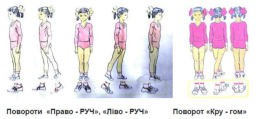 Повороти «Право - РУЧ», «Ліво - РУЧ»
Поворот «Кру - гом»